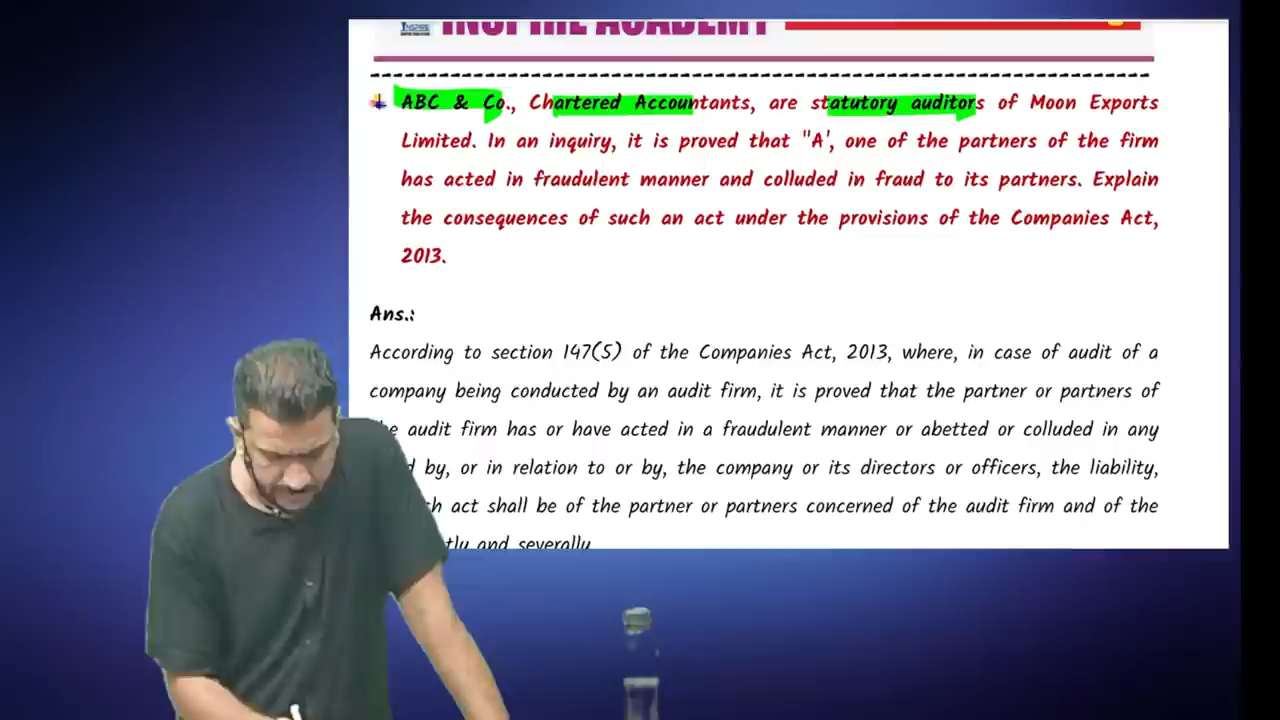 INSPIRE
INSPIRE ACADEMY
ABC & Co., Chartered Accountants, are statutory auditors of Moon Exports
Limited. In an inquiry, it is proved that "A', one of the partners of the firm
has acted in fraudulent manner and colluded in fraud to its partners. Explain
the consequences of such an act under the provisions of the Companies Act,
2013.
Ans.:
According to section 147(5) of the Companies Act, 2013, where, in case of audit of a
company being conducted by an audit firm, it is proved that the partner or partners of
audit firm has or have acted in a fraudulent manner or abetted or colluded in any
by, or in relation to or by, the company or its directors or officers, the liability,
act shall be of the partner or partners concerned of the audit firm and of the
and severally